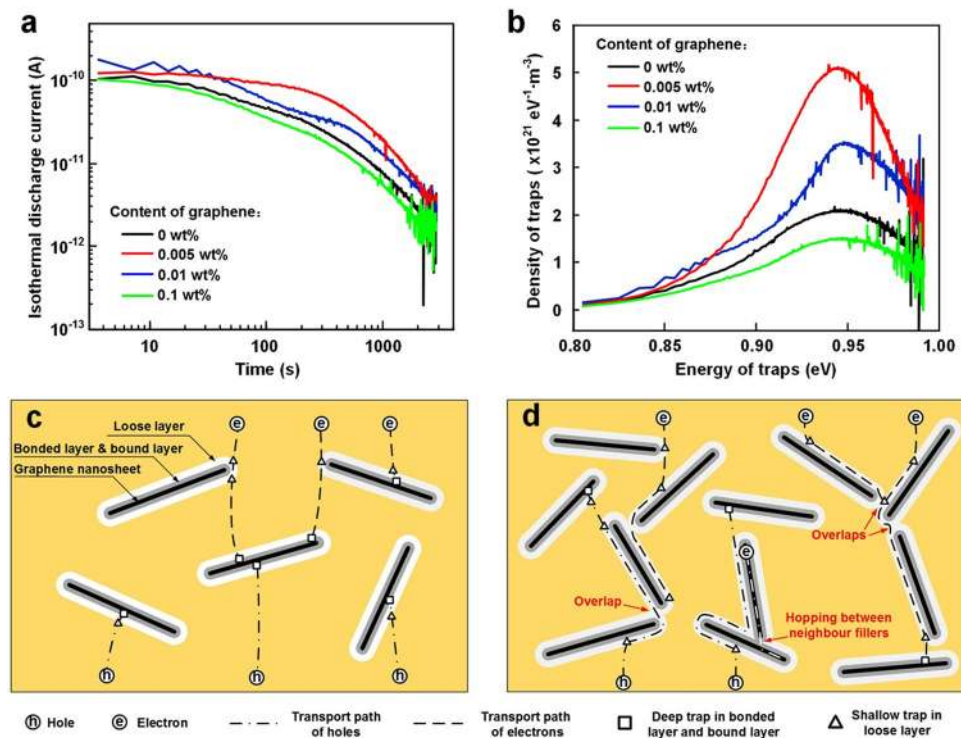 a
Isothermal discharge current (A)
10⁻¹⁰
10⁻¹¹
10⁻¹²
10⁻¹³
Content of graphene:
0 wt%
0.005 wt%
0.01 wt%
0.1 wt%
10
100
1000
Time (s)
b
Density of traps ( x10²¹ eV⁻¹·m⁻³)
5
4
3
2
1
0
Content of graphene:
0 wt%
0.005 wt%
0.01 wt%
0.1 wt%
0.80
0.85
0.90
0.95
1.00
Energy of traps (eV)
c
Loose layer
Bonded layer & bound layer
Graphene nanosheet
e
e
e
h
h
h
d
e
e
e
Overlaps
e
Overlap
Hopping between
neighbour fillers
h
h
h Hole
e Electron
Transport path
of holes
Transport path
of electrons
Deep trap in bonded
layer and bound layer
Shallow trap in
loose layer